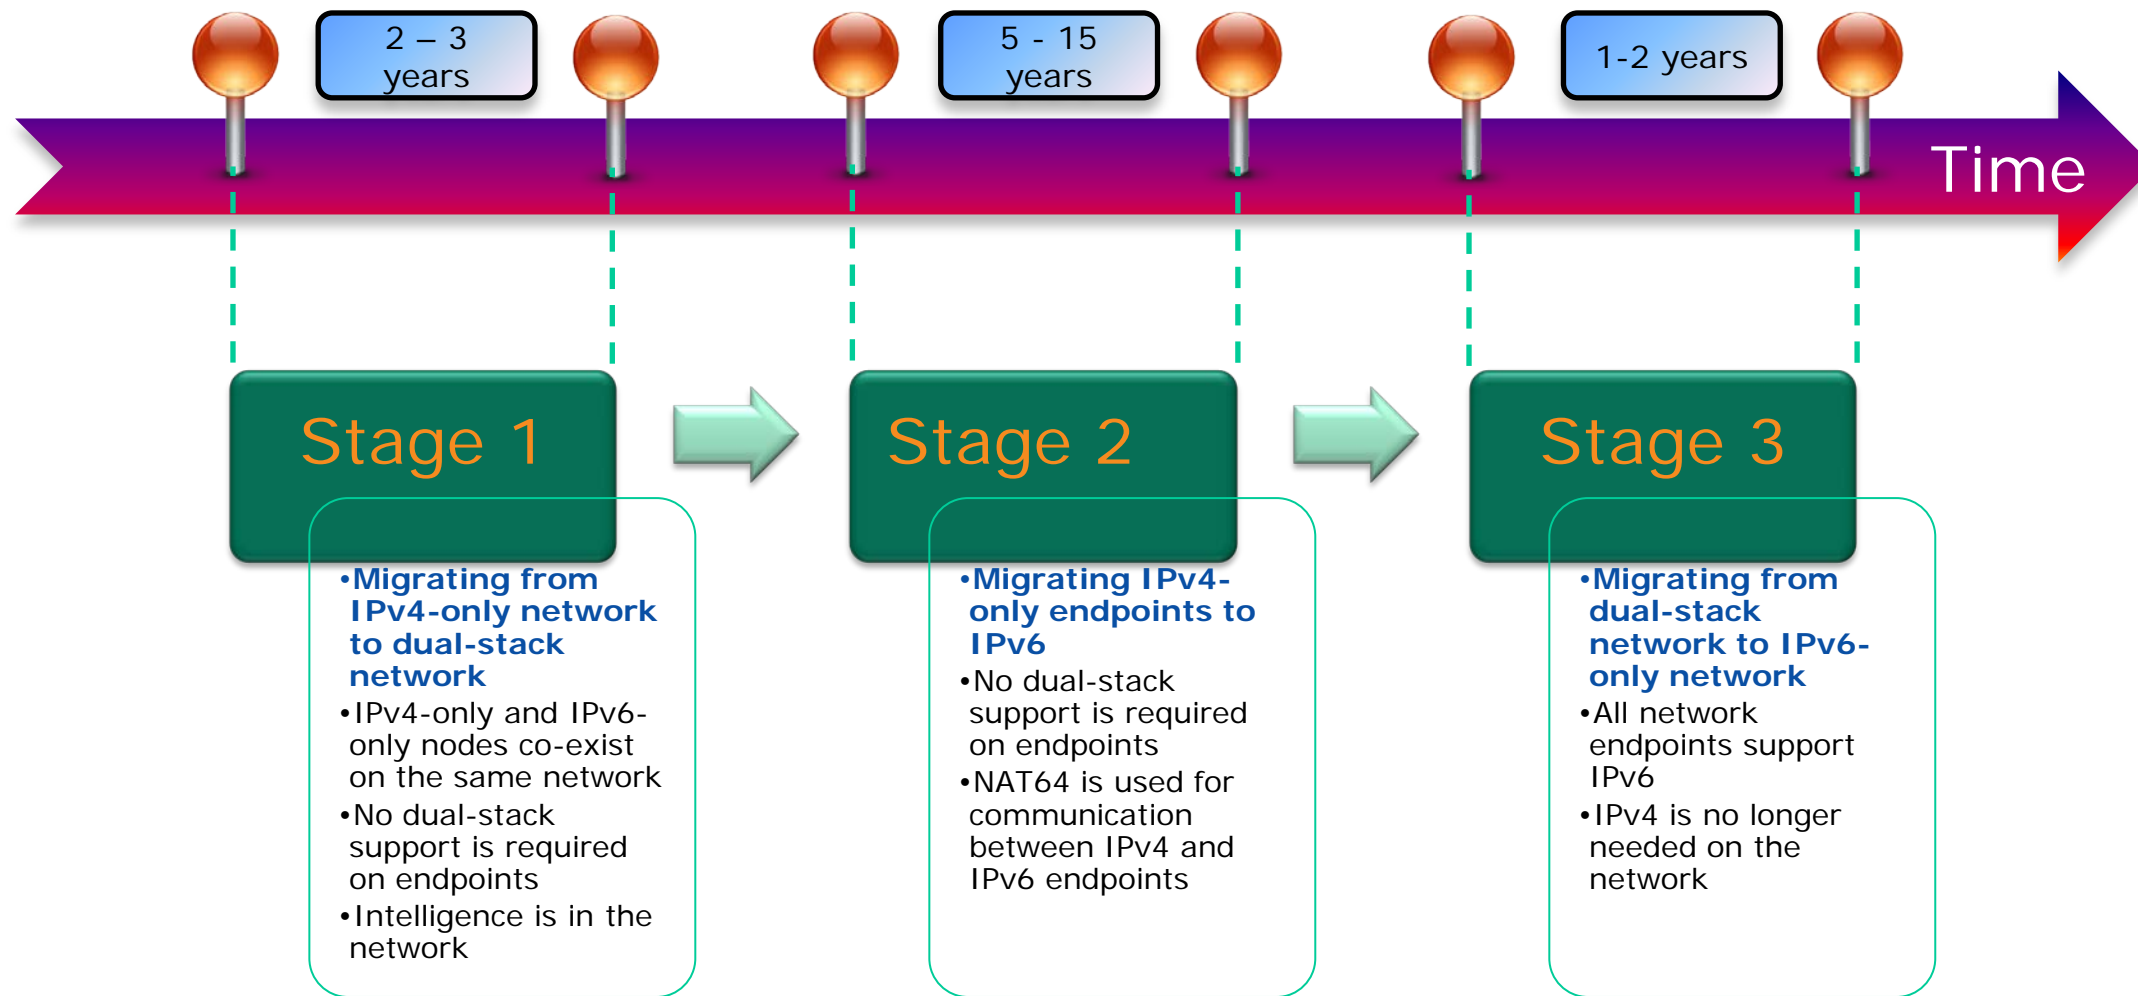 2 – 3
years
5 - 15
years
1-2 years
Time
Stage 1
•Migrating from
IPv4-only network
to dual-stack
network
•IPv4-only and IPv6-
only nodes co-exist
on the same network
•No dual-stack
support is required
on endpoints
•Intelligence is in the
network
Stage 2
•Migrating IPv4-
only endpoints to
IPv6
•No dual-stack
support is required
on endpoints
•NAT64 is used for
communication
between IPv4 and
IPv6 endpoints
Stage 3
•Migrating from
dual-stack
network to IPv6-
only network
•All network
endpoints support
IPv6
•IPv4 is no longer
needed on the
network